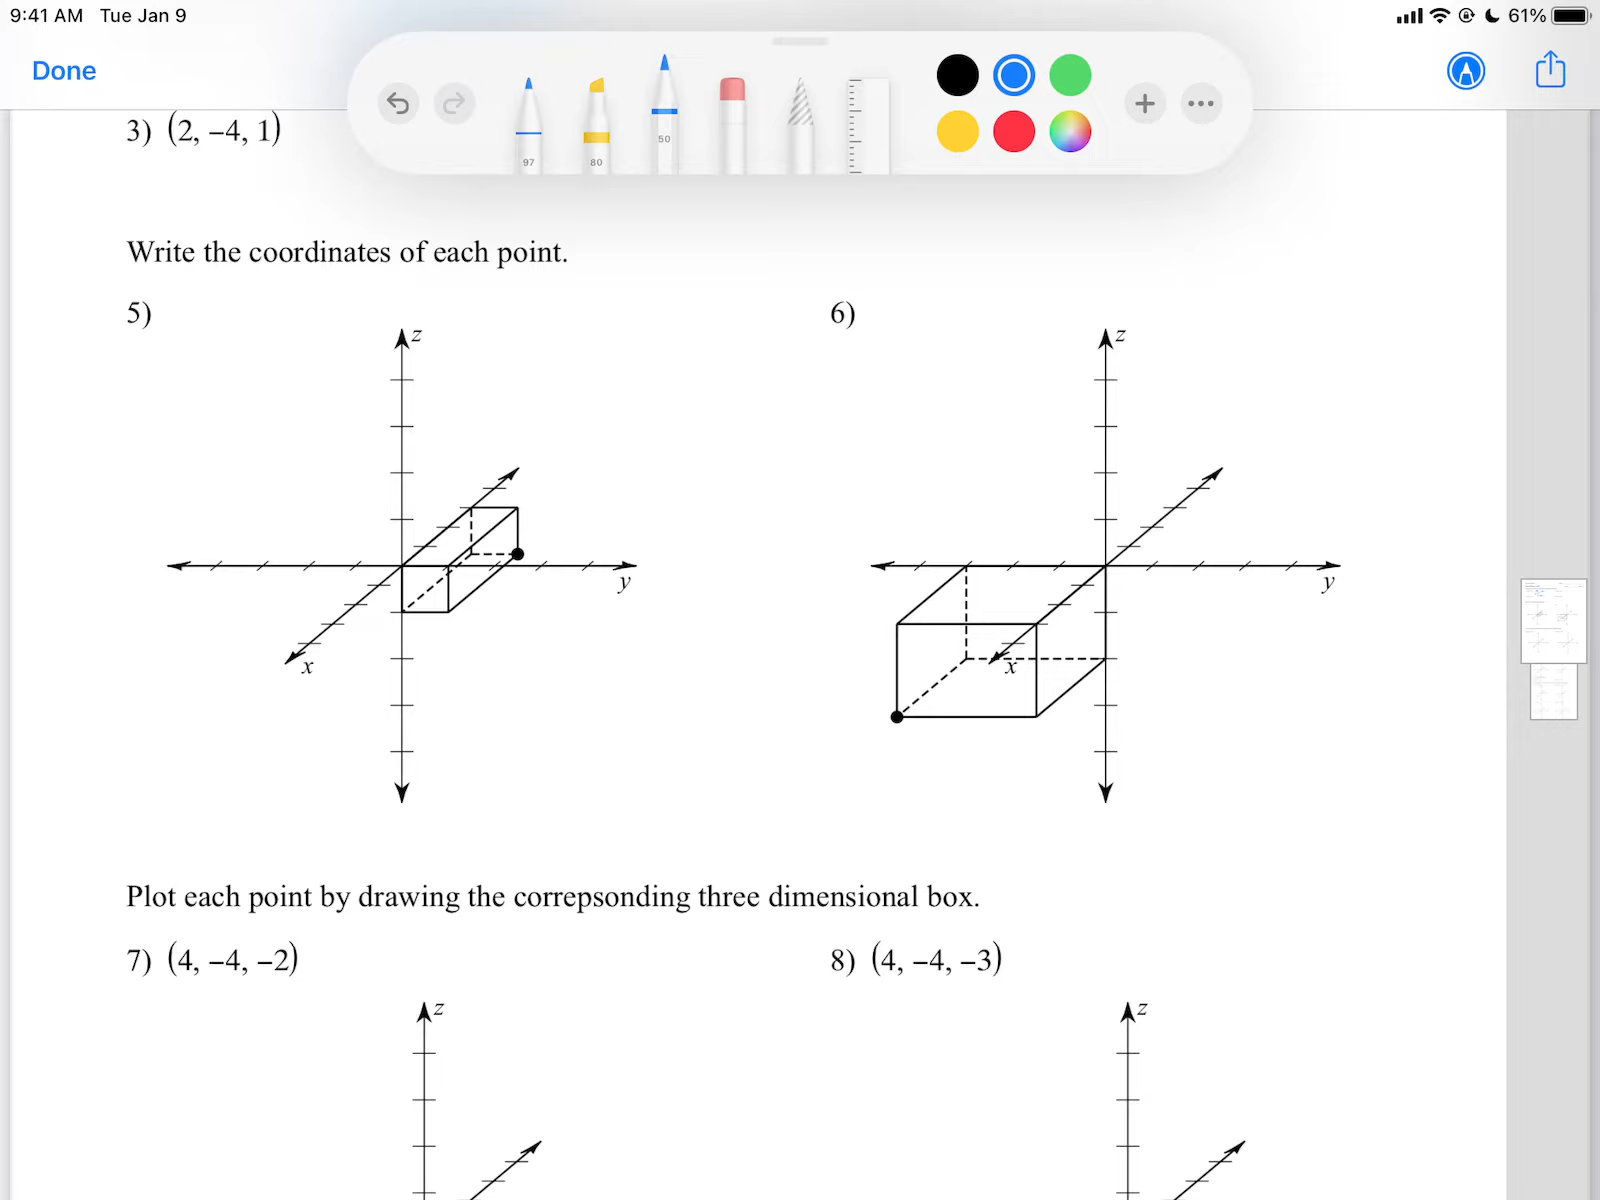 9:41 AM Tue Jan 9
61%
Done
97
80
50
3) (2, −4, 1)
Write the coordinates of each point.
5)
6)
z
y
x
z
y
x
Plot each point by drawing the correpsonding three dimensional box.
7) (4, −4, −2)
8) (4, −4, −3)
z
z